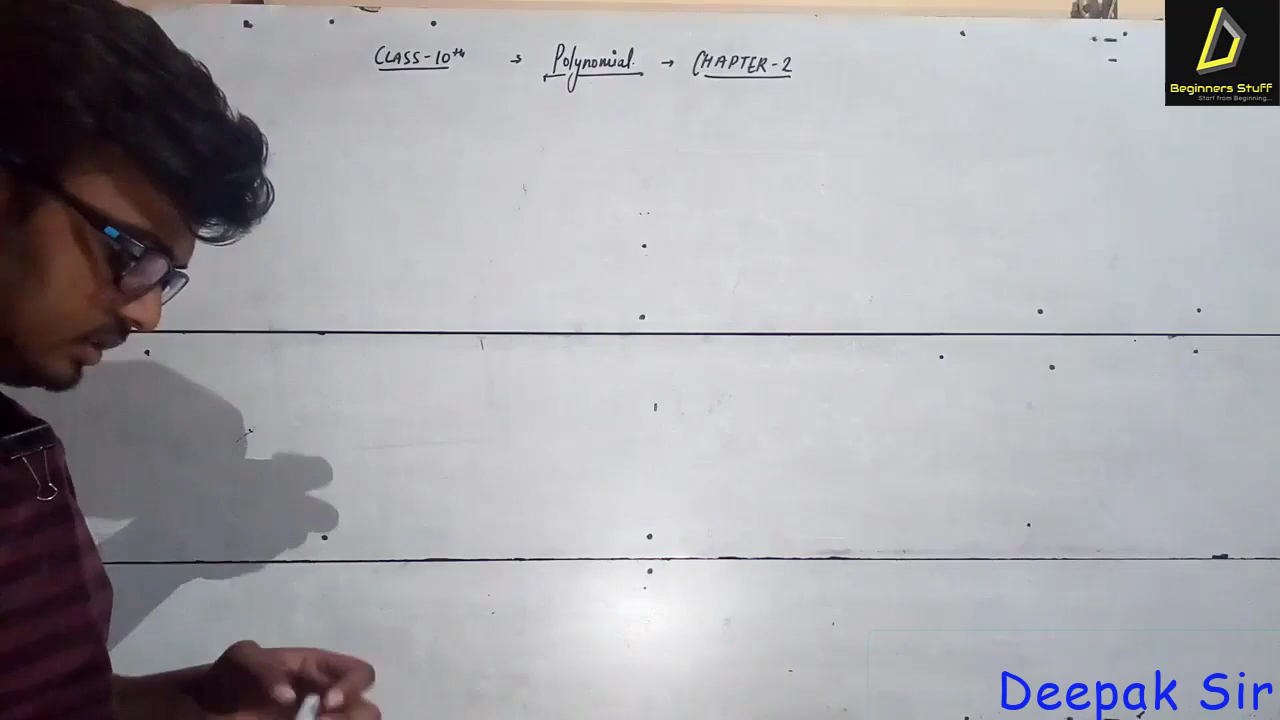 CLASS-10th → Polynomial. → CHAPTER-2
Beginners Stuff
Start from Beginning...
Deepak Sir